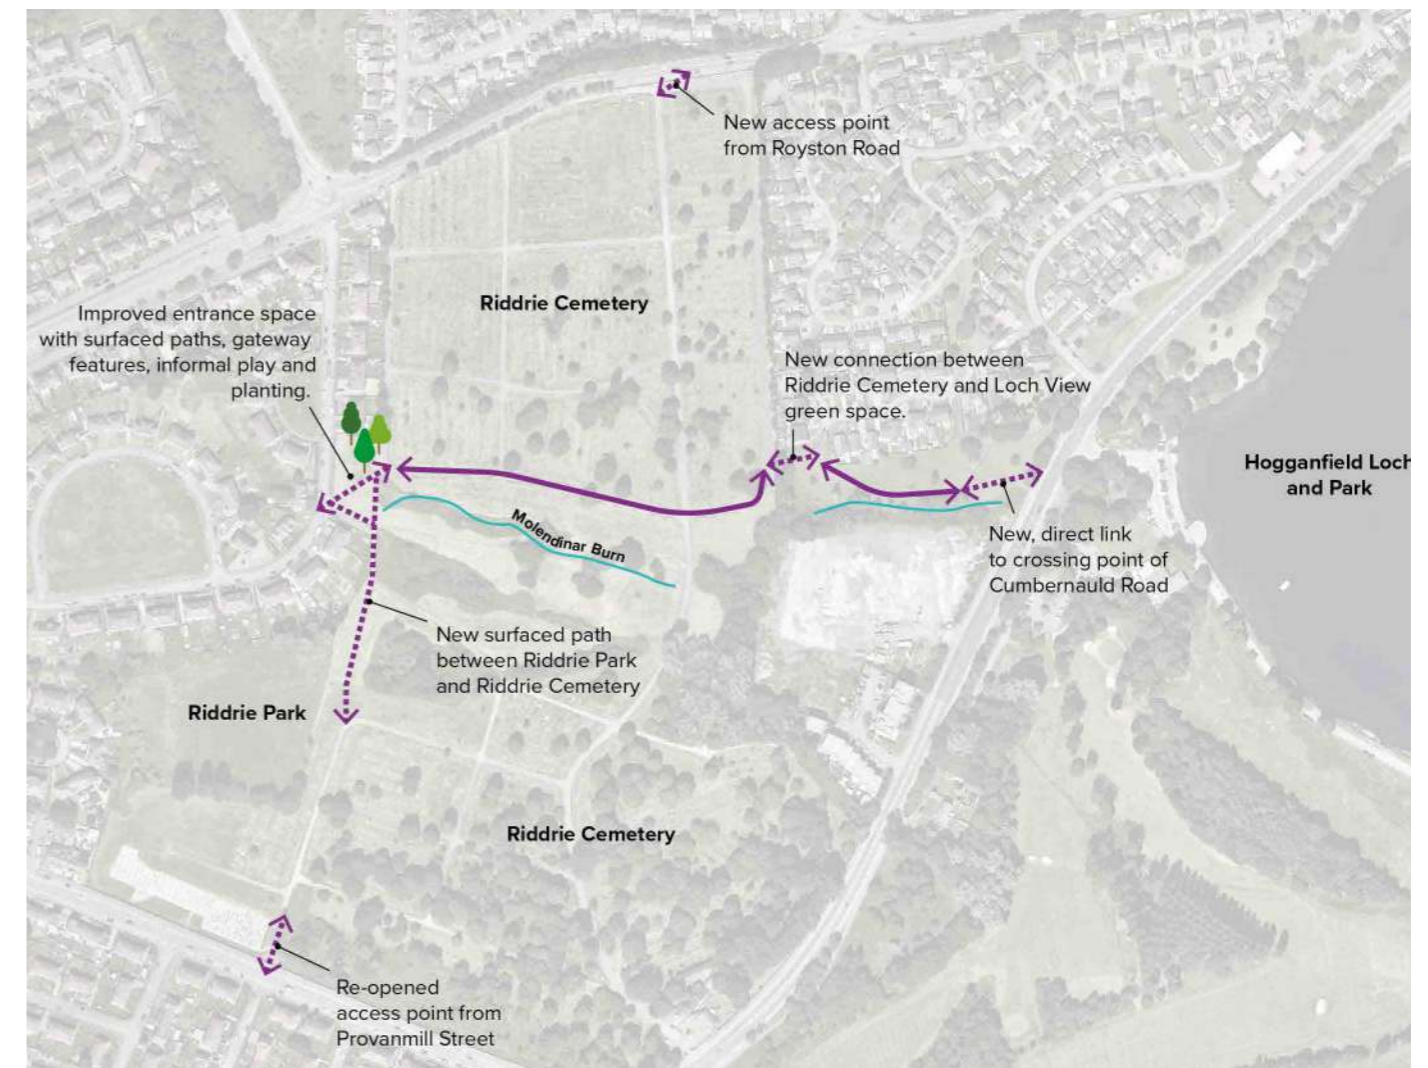 New access point
from Royston Road
Riddrie Cemetery
Improved entrance space
with surfaced paths, gateway
features, informal play and
planting.
New connection between
Riddrie Cemetery and Loch View
green space.
Hogganfield Loch
and Park
Molendinar Burn
New, direct link
to crossing point of
Cumbernauld Road
New surfaced path
between Riddrie Park
and Riddrie Cemetery
Riddrie Park
Riddrie Cemetery
Re-opened
access point from
Provanmill Street